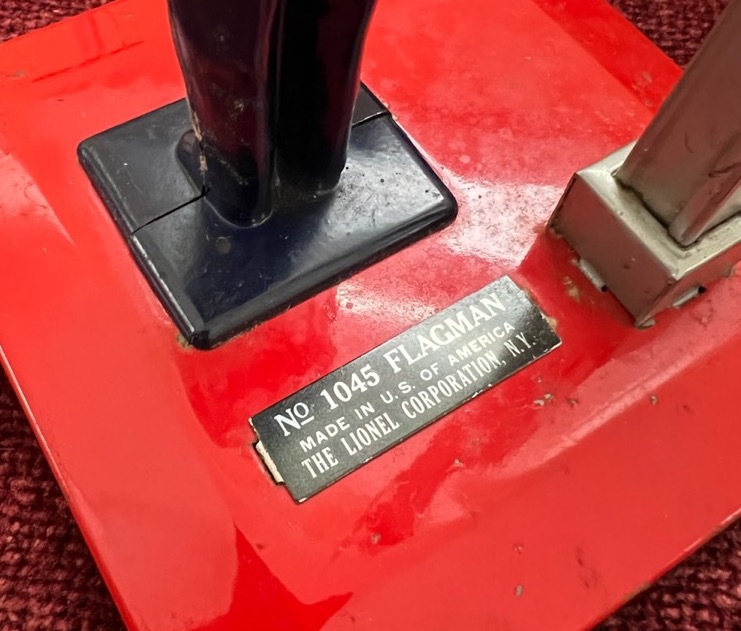 No 1045 FLAGMAN
MADE IN U.S. OF AMERICA
THE LIONEL CORPORATION, N.Y.